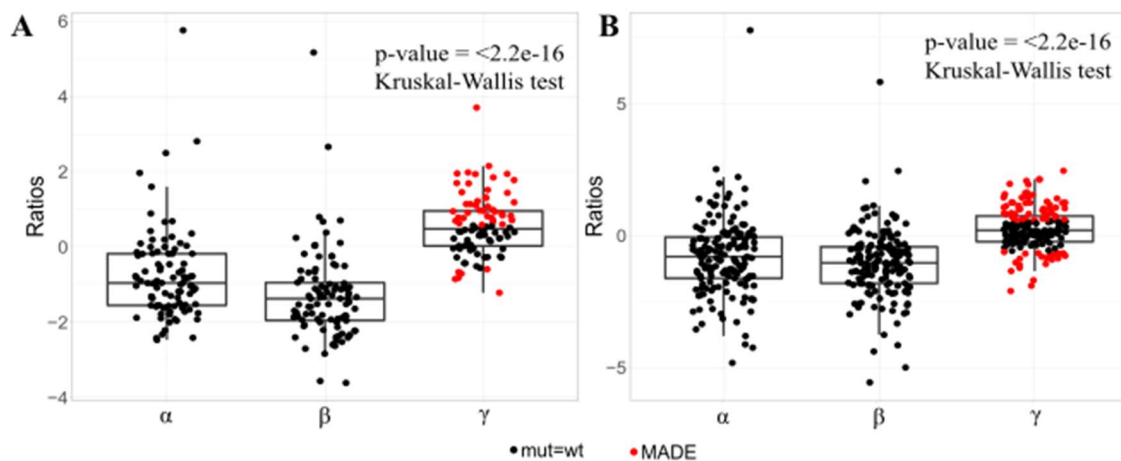 A
p-value = <2.2e-16
Kruskal-Wallis test
Ratios
6
4
2
0
−2
−4
α
β
γ
B
p-value = <2.2e-16
Kruskal-Wallis test
Ratios
5
0
−5
α
β
γ
mut=wt
MADE